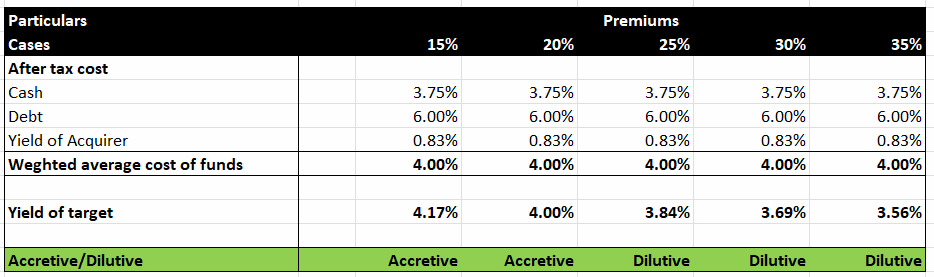 Particulars Premiums
Cases 15% 20% 25% 30% 35%
After tax cost
Cash 3.75% 3.75% 3.75% 3.75% 3.75%
Debt 6.00% 6.00% 6.00% 6.00% 6.00%
Yield of Acquirer 0.83% 0.83% 0.83% 0.83% 0.83%
Weghted average cost of funds 4.00% 4.00% 4.00% 4.00% 4.00%
Yield of target 4.17% 4.00% 3.84% 3.69% 3.56%
Accretive/Dilutive Accretive Accretive Dilutive Dilutive Dilutive